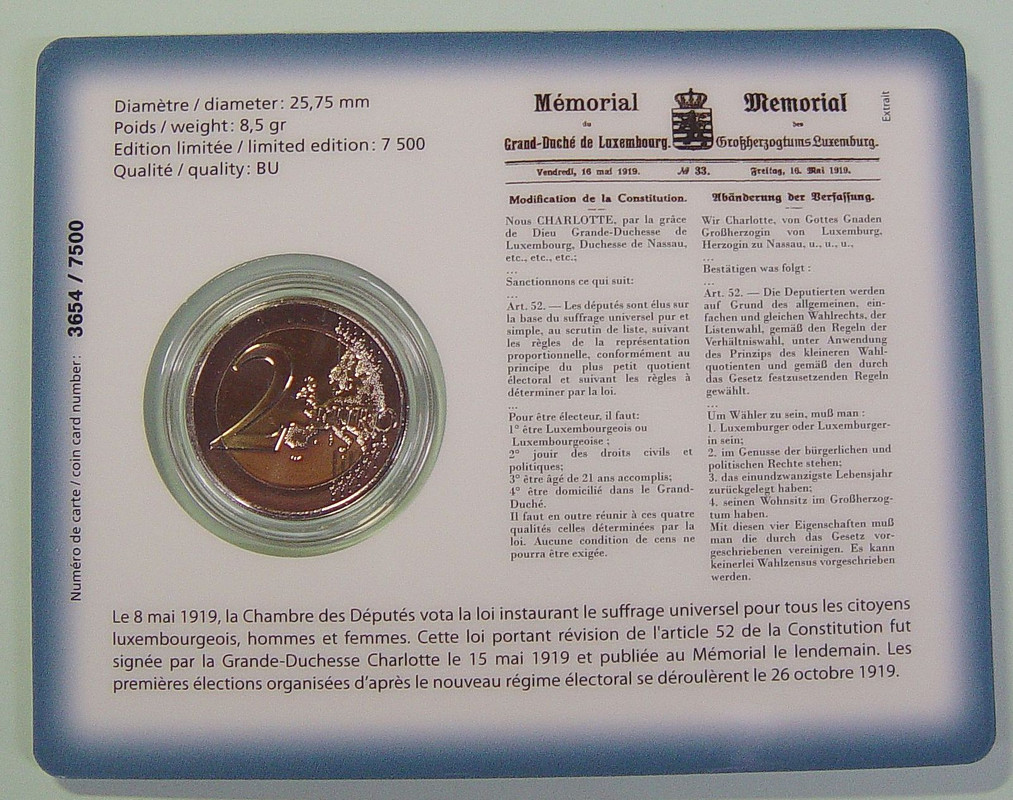 Diamètre / diameter: 25,75 mm
Poids / weight: 8,5 gr
Edition limitée / limited edition: 7 500
Qualité / quality: BU
Numéro de carte / coin card number: 3654 / 7500
2
EURO
Extrait
Mémorial
du
Grand-Duché de Luxembourg.
Memorial
des
Großherzogtums Luxemburg.
Vendredi, 16 mai 1919.
№ 33.
Freitag, 16. Mai 1919.
Modification de la Constitution.
Nous CHARLOTTE, par la grâce
de Dieu Grande-Duchesse de
Luxembourg, Duchesse de Nassau,
etc., etc., etc.;
...
Sanctionnons ce qui suit:
...
Art. 52. — Les députés sont élus sur
la base du suffrage universel pur et
simple, au scrutin de liste, suivant
les règles de la représentation
proportionnelle, conformément au
principe du plus petit quotient
électoral et suivant les règles à
déterminer par la loi.
...
Pour être électeur, il faut:
1° être Luxembourgeois ou
Luxembourgeoise ;
2° jouir des droits civils et
politiques;
3° être âgé de 21 ans accomplis;
4° être domicilié dans le Grand-
Duché.
Il faut en outre réunir à ces quatre
qualités celles déterminées par la
loi. Aucune condition de cens ne
pourra être exigée.
Abänderung der Verfassung.
Wir Charlotte, von Gottes Gnaden
Großherzogin von Luxemburg,
Herzogin zu Nassau, u., u., u.,
...
Bestätigen was folgt :
...
Art. 52. — Die Deputierten werden
auf Grund des allgemeinen, ein-
fachen und gleichen Wahlrechts, der
Listenwahl, gemäß den Regeln der
Verhältniswahl, unter Anwendung
des Prinzips des kleineren Wahl-
quotienten und gemäß den durch
das Gesetz festzusetzenden Regeln
gewählt.
...
Um Wähler zu sein, muß man :
1. Luxemburger oder Luxemburger-
in sein;
2. im Genusse der bürgerlichen und
politischen Rechte stehen;
3. das einundzwanzigste Lebensjahr
zurückgelegt haben;
4. seinen Wohnsitz im Großherzog-
tum haben.
Mit diesen vier Eigenschaften muß
man die durch das Gesetz vor-
geschriebenen vereinigen. Es kann
keinerlei Wahlzensus vorgeschrieben
werden.
Le 8 mai 1919, la Chambre des Députés vota la loi instaurant le suffrage universel pour tous les citoyens
luxembourgeois, hommes et femmes. Cette loi portant révision de l'article 52 de la Constitution fut
signée par la Grande-Duchesse Charlotte le 15 mai 1919 et publiée au Mémorial le lendemain. Les
premières élections organisées d'après le nouveau régime électoral se déroulèrent le 26 octobre 1919.